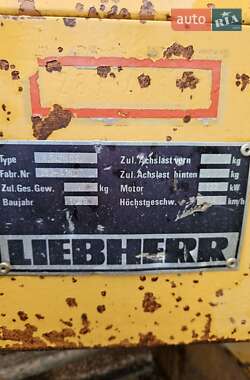 auto RIA
Type Zul. Achslast vorn kg
Fabr. Nr Zul. Achslast hinten kg
Zul. Ges. Gew. kg Motor kW
Baujahr Höchstgeschw. km/h
LIEBHERR